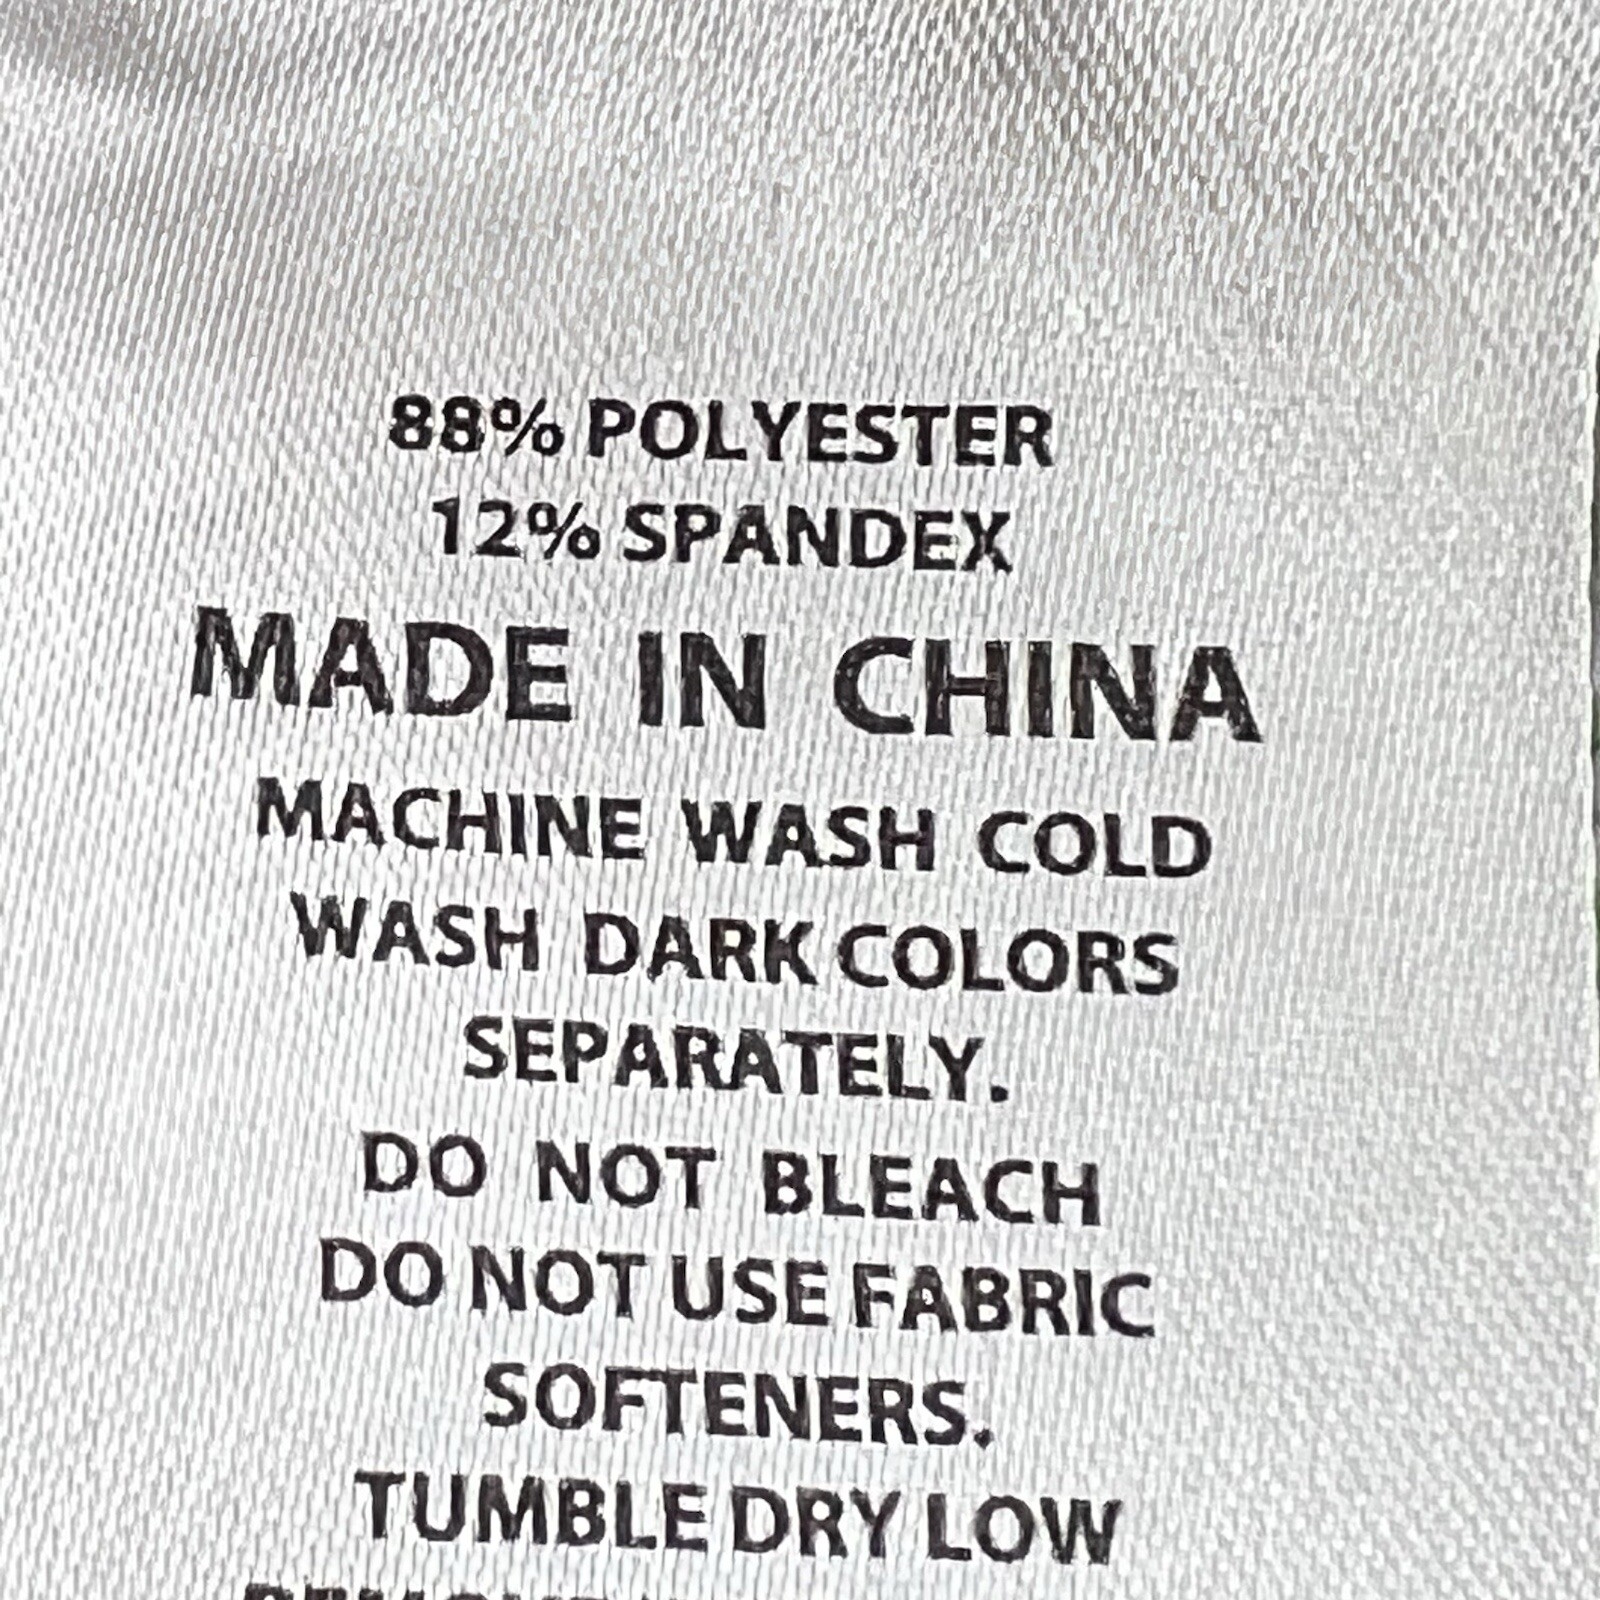 88% POLYESTER
12% SPANDEX
MADE IN CHINA
MACHINE WASH COLD
WASH DARK COLORS
SEPARATELY.
DO NOT BLEACH
DO NOT USE FABRIC
SOFTENERS.
TUMBLE DRY LOW